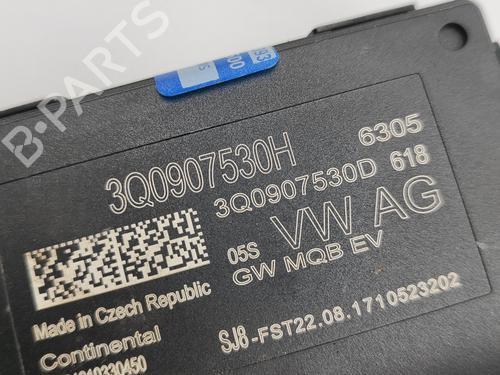 3Q0907530H 6305
3Q0907530D 618
05S VW AG
GW MQB EV
Made in Czech Republic
Continental
SJ8-FST22.08.1710523202
B-PARTS